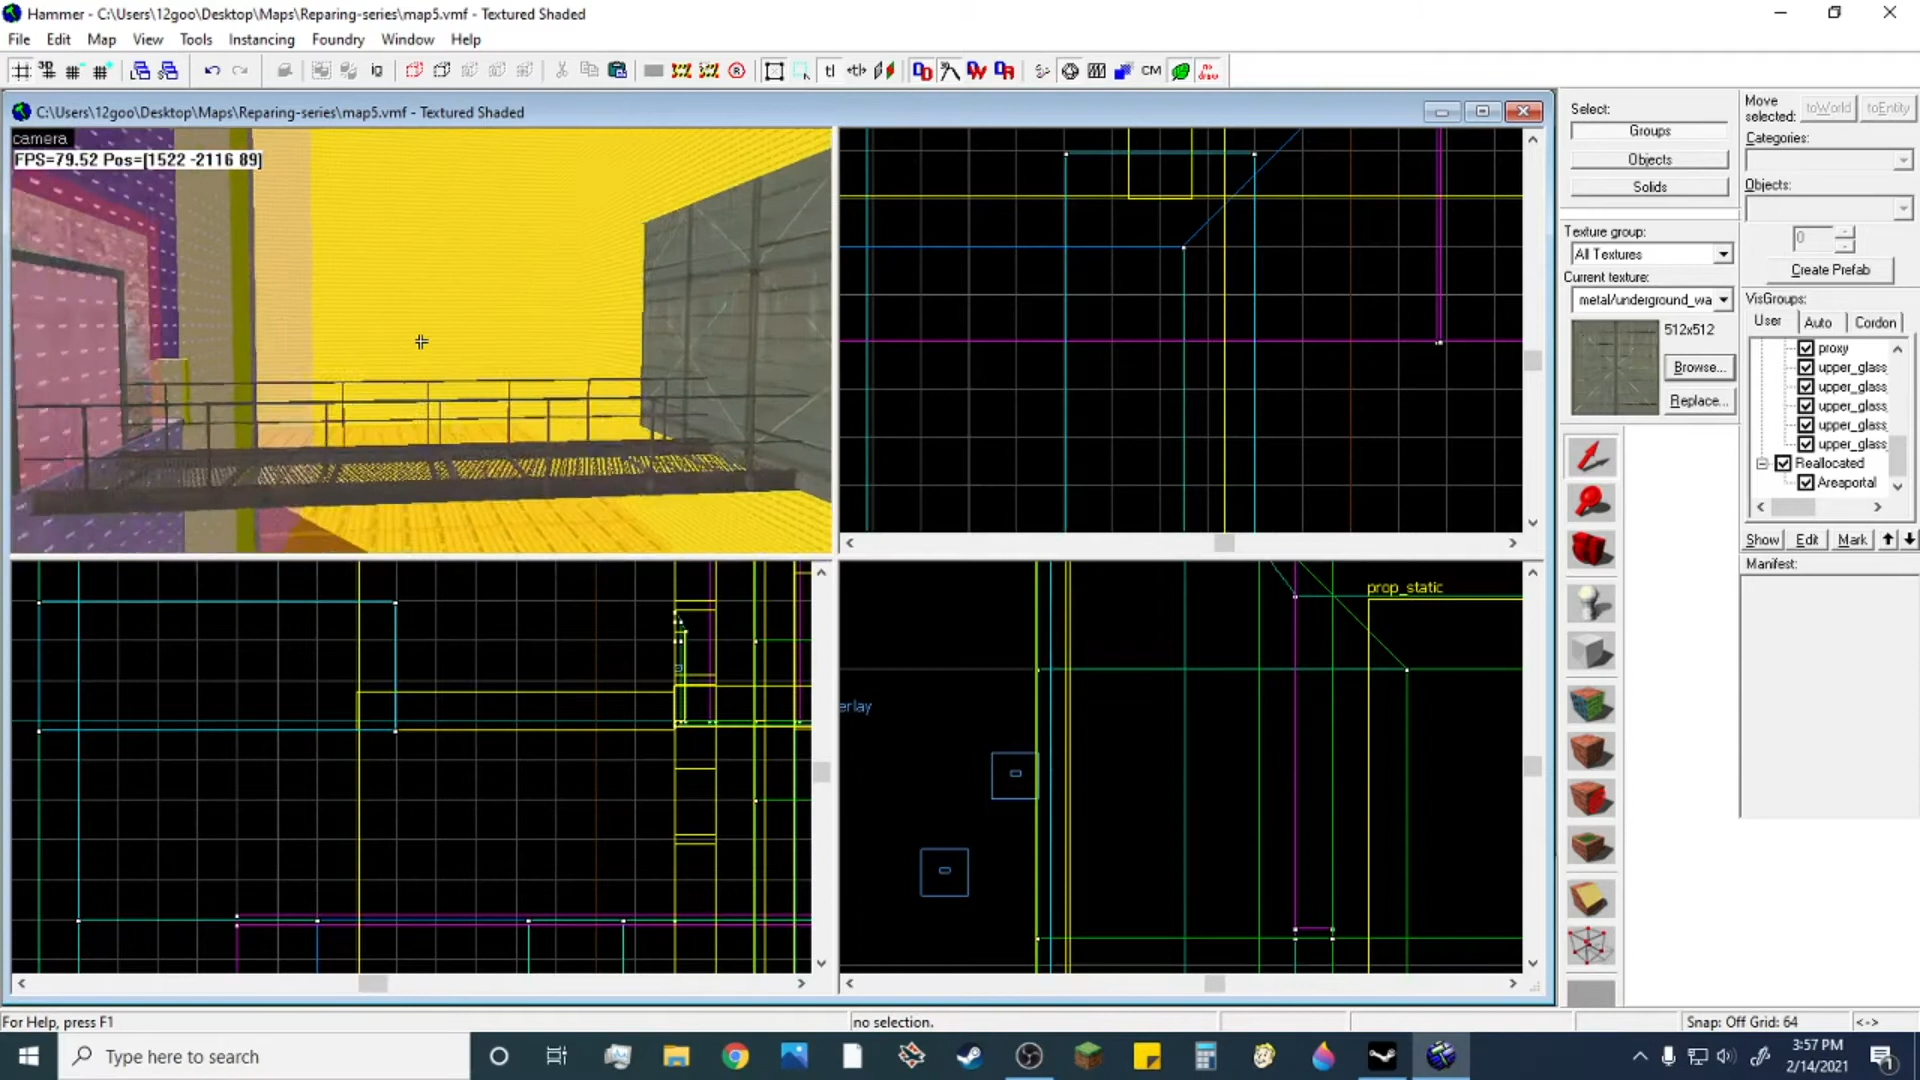 Hammer - C:\Users\12goo\Desktop\Maps\Reparing-series\map5.vmf - Textured Shaded
File Edit Map View Tools Instancing Foundry Window Help
C:\Users\12goo\Desktop\Maps\Reparing-series\map5.vmf - Textured Shaded
camera
FPS=79.52 Pos=[1522 -2116 89]
prop_static
erlay
Select:
Groups
Objects
Solids
Texture group:
All Textures
Current texture:
metal/underground_wa
512x512
Browse...
Replace...
Move selected:
toWorld toEntity
Categories:
Objects:
0
Create Prefab
VisGroups:
User Auto Cordon
proxy
upper_glass
upper_glass
upper_glass
upper_glass
upper_glass
Reallocated
Areaportal
Show Edit Mark
Manifest:
For Help, press F1
no selection.
Snap: Off Grid: 64
<->
Type here to search
3:57 PM
2/14/2021
1